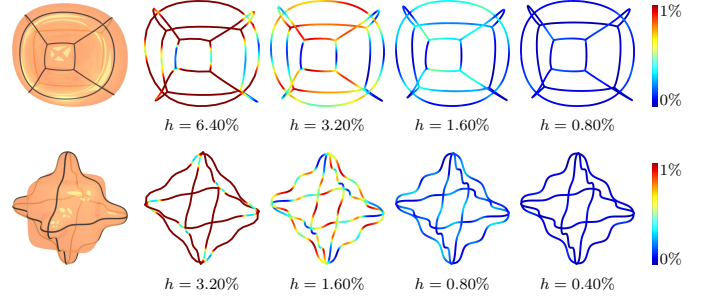 1%
0%
h = 6.40% h = 3.20% h = 1.60% h = 0.80%
1%
0%
h = 3.20% h = 1.60% h = 0.80% h = 0.40%